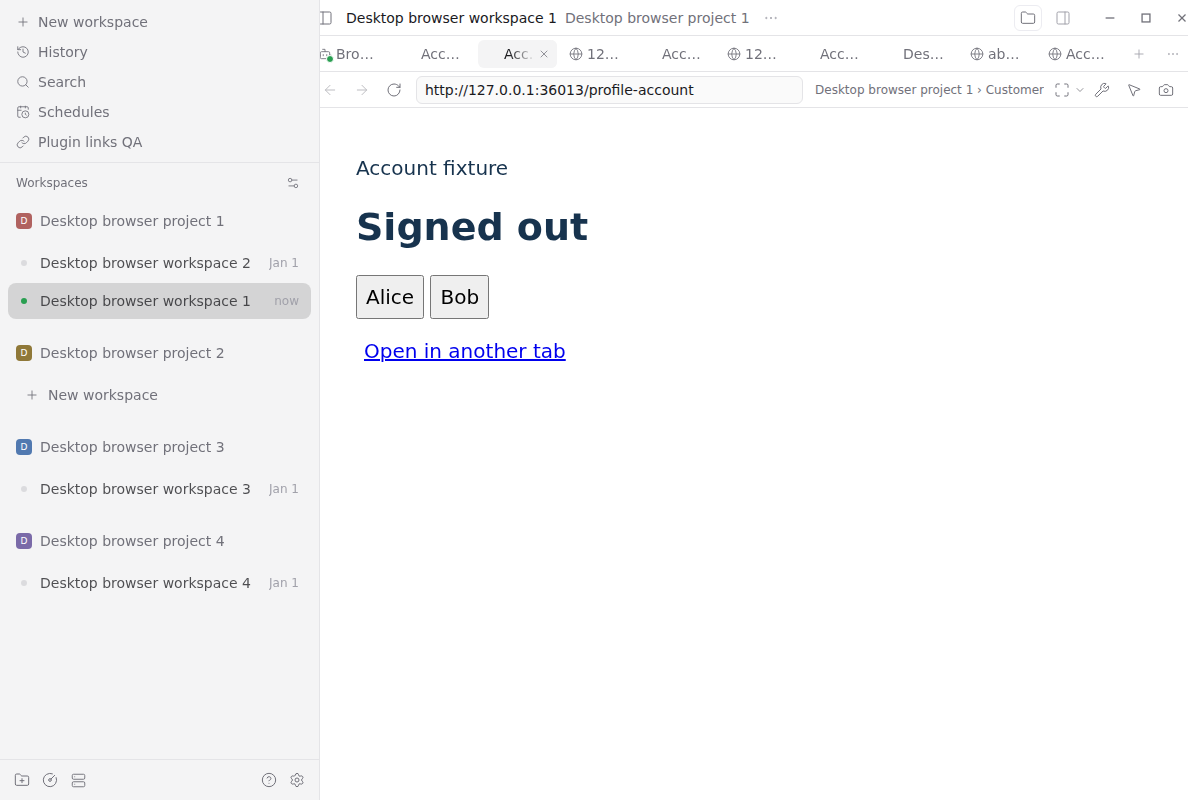 New workspace
History
Search
Schedules
Plugin links QA
Workspaces
D Desktop browser project 1
Desktop browser workspace 2 Jan 1
Desktop browser workspace 1 now
D Desktop browser project 2
New workspace
D Desktop browser project 3
Desktop browser workspace 3 Jan 1
D Desktop browser project 4
Desktop browser workspace 4 Jan 1
Desktop browser workspace 1 Desktop browser project 1 ...
Bro... Acc... Acc. 12... Acc... 12... Acc... Des... ab... Acc...
http://127.0.0.1:36013/profile-account Desktop browser project 1 › Customer
Account fixture
Signed out
Alice Bob
Open in another tab